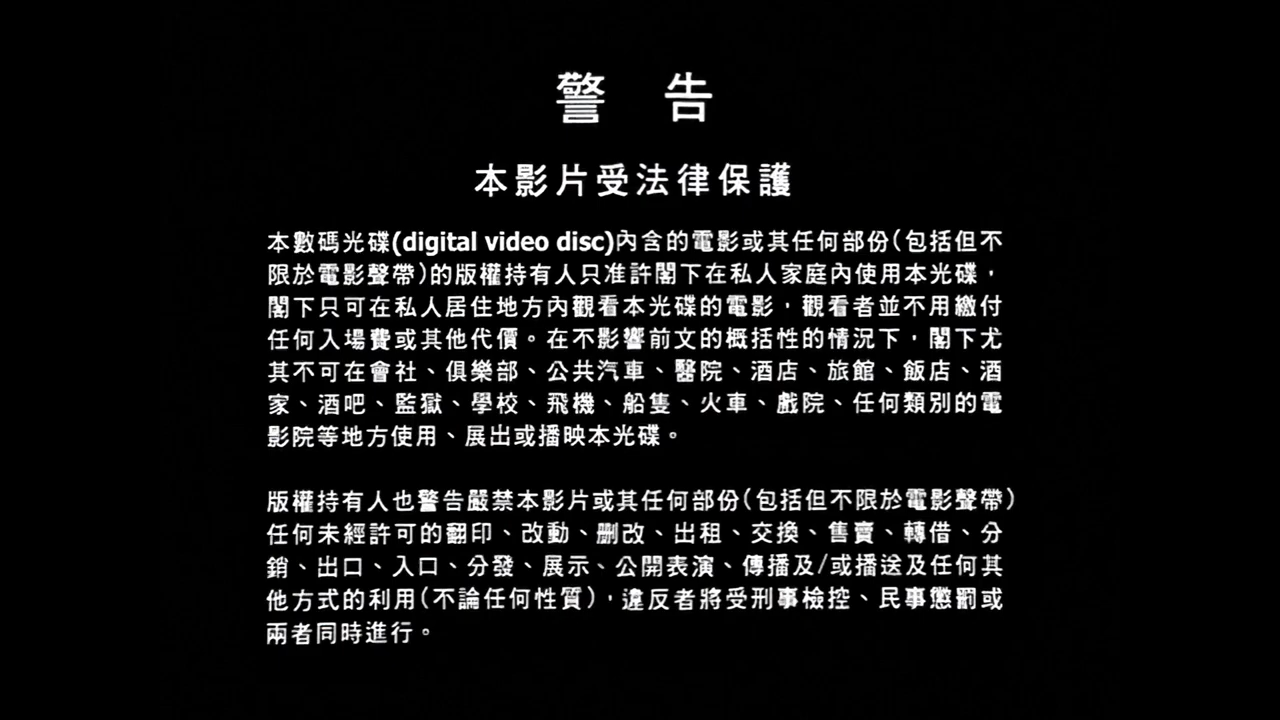 警 告
本影片受法律保護
本數碼光碟(digital video disc)內含的電影或其任何部份(包括但不
限於電影聲帶)的版權持有人只准許閣下在私人家庭內使用本光碟，
閣下只可在私人居住地方內觀看本光碟的電影，觀看者並不用繳付
任何入場費或其他代價。在不影響前文的概括性的情況下，閣下尤
其不可在會社、俱樂部、公共汽車、醫院、酒店、旅館、飯店、酒
家、酒吧、監獄、學校、飛機、船隻、火車、戲院、任何類別的電
影院等地方使用、展出或播映本光碟。
版權持有人也警告嚴禁本影片或其任何部份(包括但不限於電影聲帶)
任何未經許可的翻印、改動、刪改、出租、交換、售賣、轉借、分
銷、出口、入口、分發、展示、公開表演、傳播及/或播送及任何其
他方式的利用(不論任何性質)，違反者將受刑事檢控、民事懲罰或
兩者同時進行。